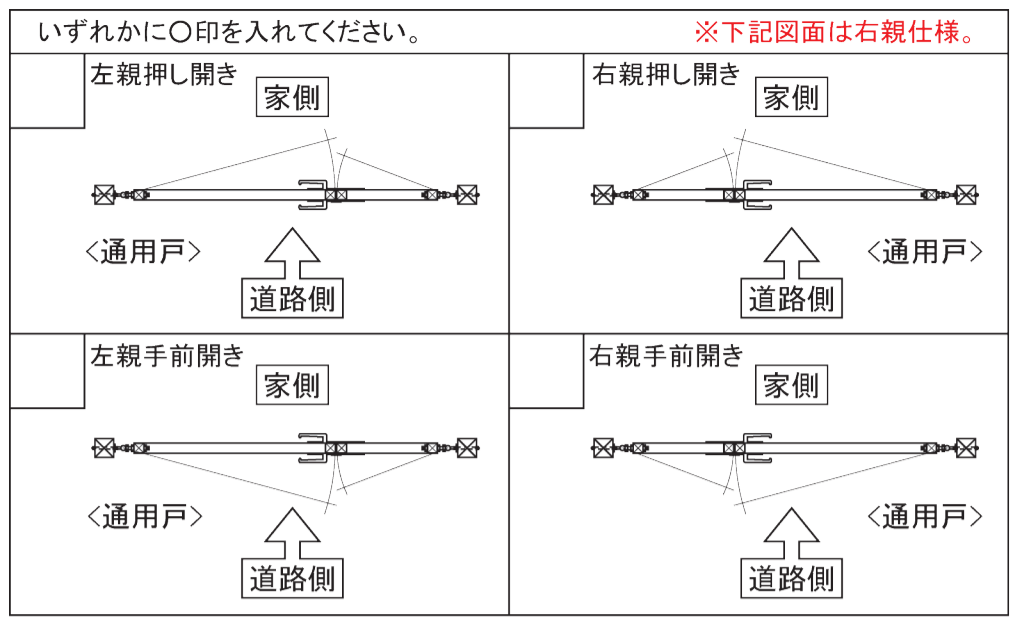 いずれかに〇印を入れてください。
※下記図面は右親仕様。
左親押し開き
家側
<通用戸>
道路側
右親押し開き
家側
<通用戸>
道路側
左親手前開き
家側
<通用戸>
道路側
右親手前開き
家側
<通用戸>
道路側